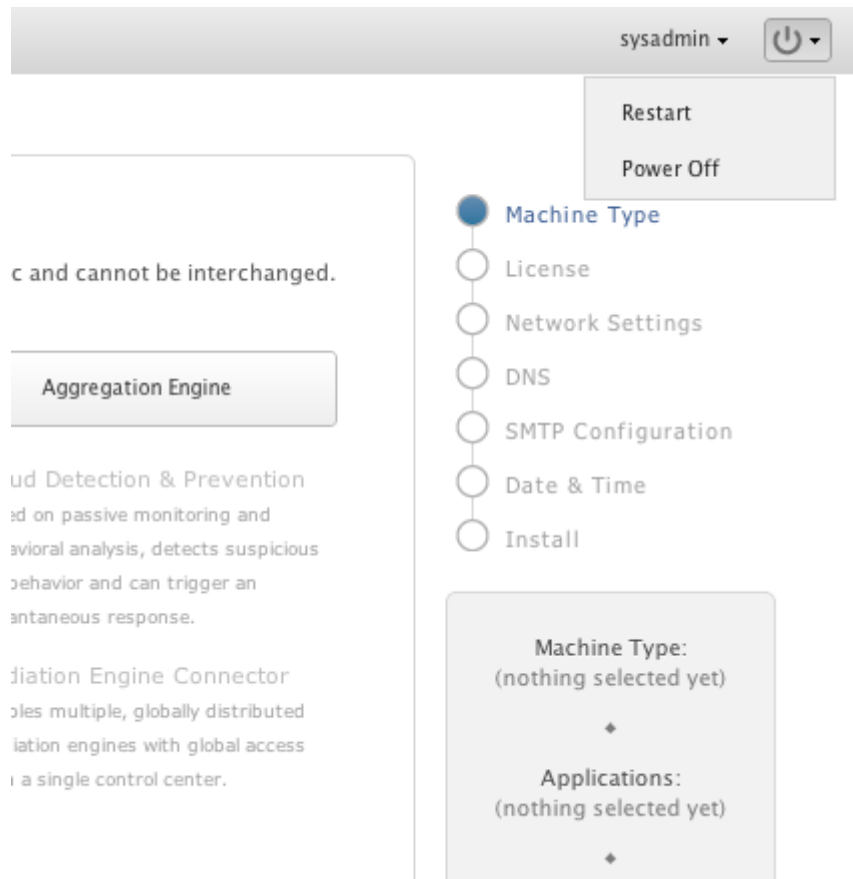 sysadmin
Restart
Power Off
c and cannot be interchanged.
Aggregation Engine
ud Detection & Prevention
ed on passive monitoring and
avioral analysis, detects suspicious
behavior and can trigger an
antaneous response.
diation Engine Connector
bles multiple, globally distributed
iation engines with global access
a single control center.
Machine Type
License
Network Settings
DNS
SMTP Configuration
Date & Time
Install
Machine Type:
(nothing selected yet)
Applications:
(nothing selected yet)